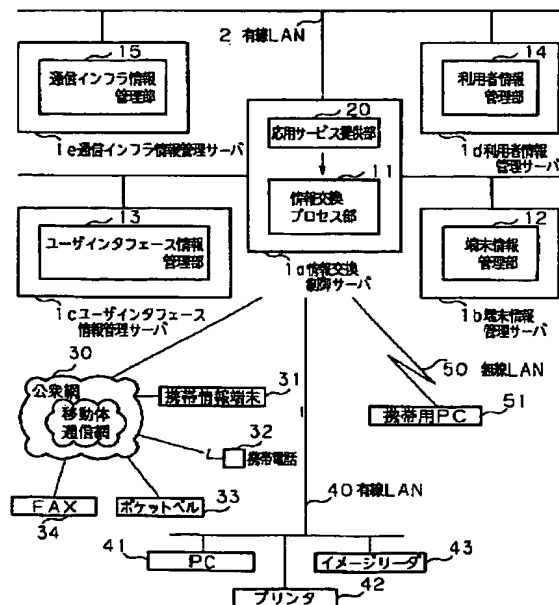 2 有線LAN
15
通信インフラ情報
管理部
1e通信インフラ情報管理サーバ
14
利用者情報
管理部
1d利用者情報
管理サーバ
20
応用サービス提供部
11
情報交換
プロセス部
1a情報交換
制御サーバ
13
ユーザインタフェース情報
管理部
1cユーザインタフェース
情報管理サーバ
12
端末情報
管理部
1b端末情報
管理サーバ
30
公衆網
移動体
通信網
31
携帯情報端末
32
携帯電話
FAX
34
ポケットベル
33
50 無線LAN
携帯用PC
51
40 有線LAN
41
PC
プリンタ
42
イメージリーダ
43